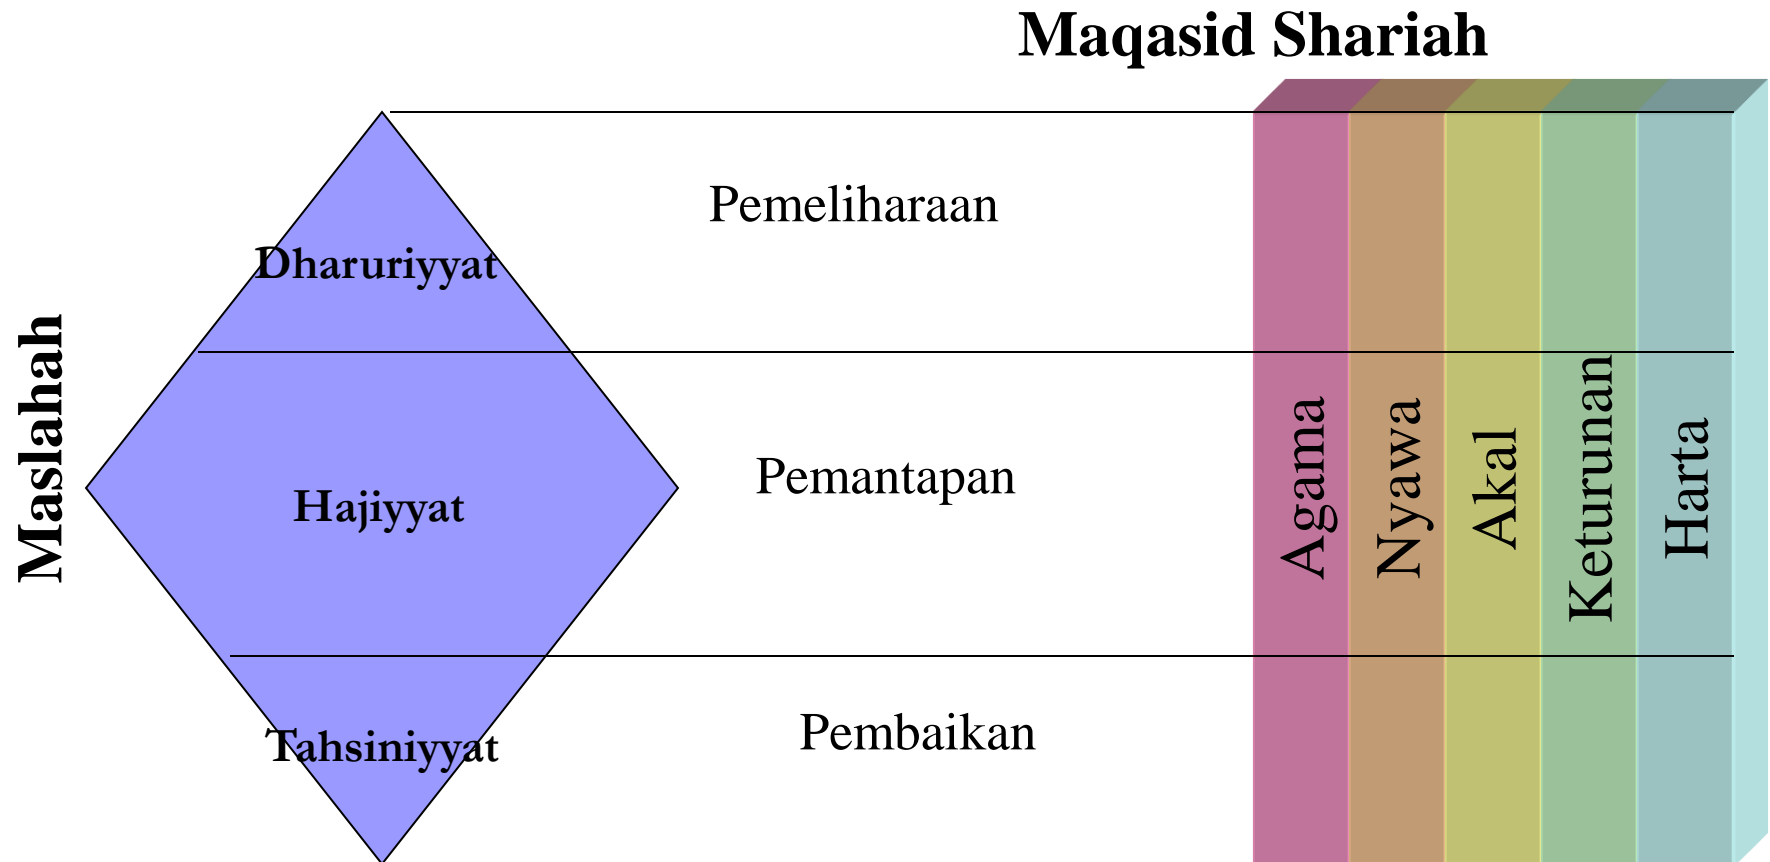 Maqasid Shariah
Maslahah
Dharuriyyat
Pemeliharaan
Hajiyyat
Pemantapan
Tahsiniyyat
Pembaikan
Agama
Nyawa
Akal
Keturunan
Harta